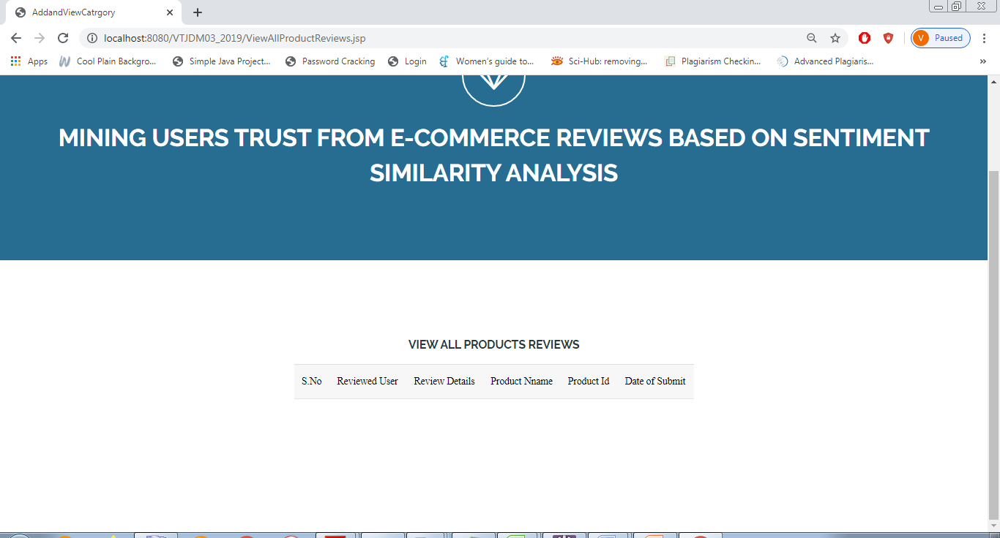 AddandViewCatrgory
localhost:8080/VTJDM03_2019/ViewAllProductReviews.jsp
V Paused
Apps Cool Plain Backgro... Simple Java Project... Password Cracking Login Women's guide to... Sci-Hub: removing... Plagiarism Checkin... Advanced Plagiaris... »
MINING USERS TRUST FROM E-COMMERCE REVIEWS BASED ON SENTIMENT
SIMILARITY ANALYSIS
VIEW ALL PRODUCTS REVIEWS
S.No Reviewed User Review Details Product Nname Product Id Date of Submit